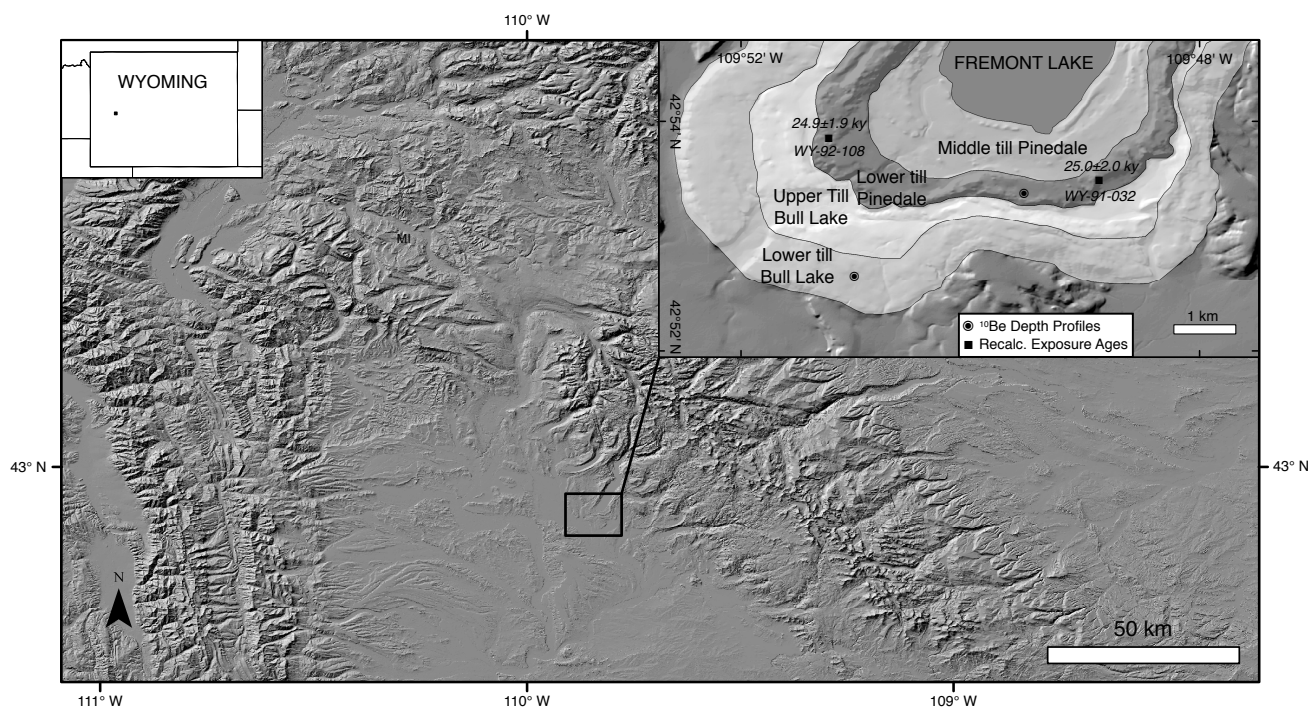 110° W
WYOMING
109°52' W
FREMONT LAKE
109°48' W
42°54' N
24.9±1.9 ky
WY-92-108
Middle till Pinedale
25.0±2.0 ky
WY-91-032
Lower till
Pinedale
Upper Till
Bull Lake
Lower till
Bull Lake
42°52' N
1 km
¹⁰Be Depth Profiles
Recalc. Exposure Ages
MI
43° N
43° N
N
50 km
111° W
110° W
109° W